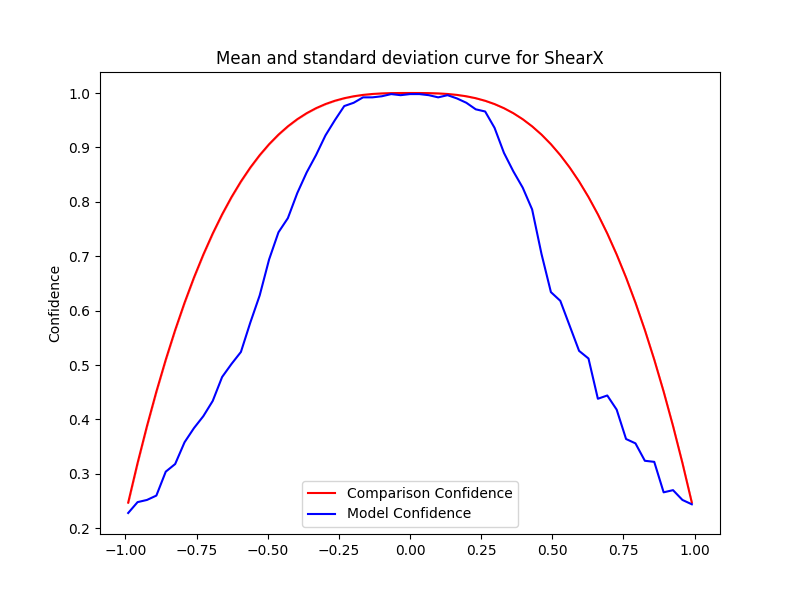 Mean and standard deviation curve for ShearX
Confidence
1.0
0.9
0.8
0.7
0.6
0.5
0.4
0.3
0.2
−1.00 −0.75 −0.50 −0.25 0.00 0.25 0.50 0.75 1.00
Comparison Confidence
Model Confidence